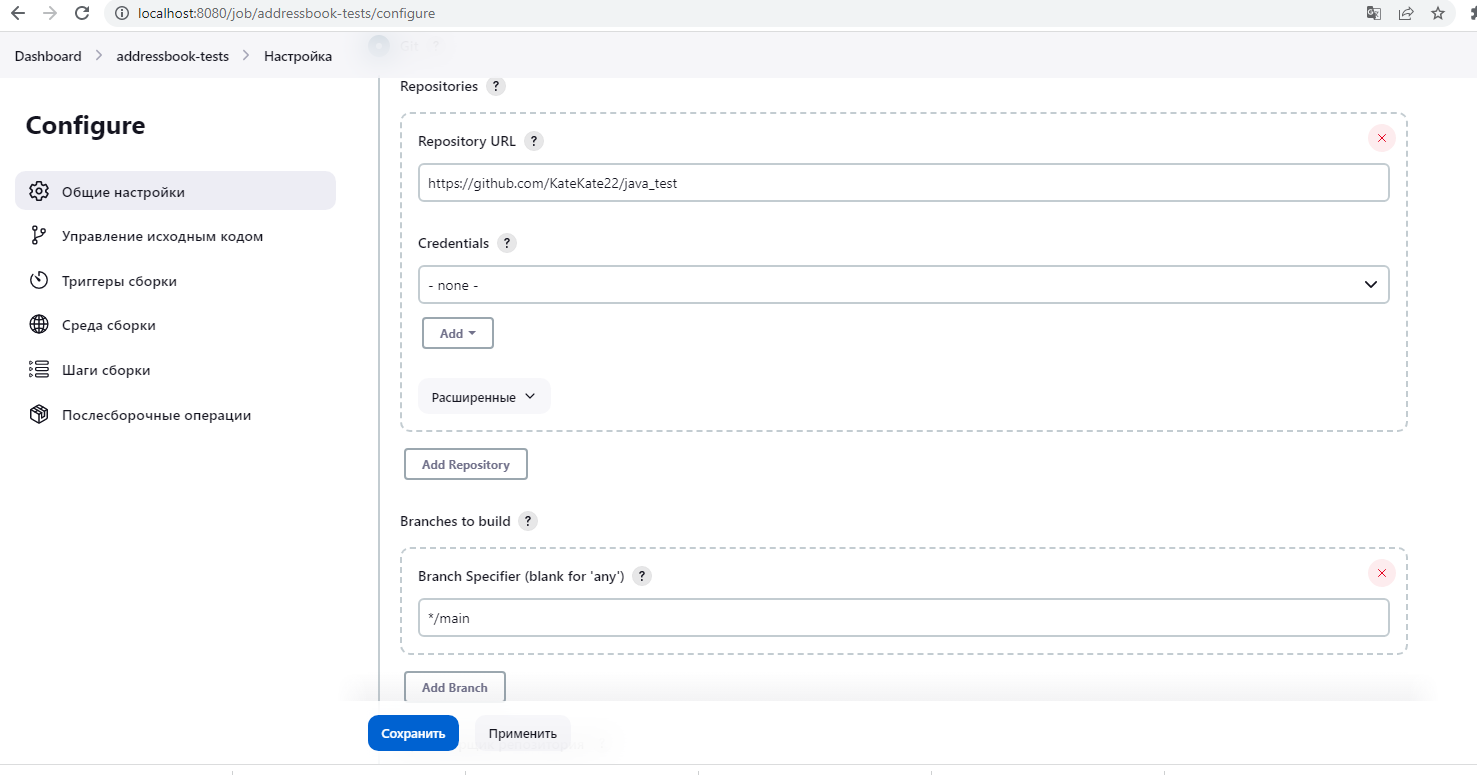 localhost:8080/job/addressbook-tests/configure
Dashboard > addressbook-tests > Настройка
Configure
Общие настройки
Управление исходным кодом
Триггеры сборки
Среда сборки
Шаги сборки
Послесборочные операции
Git ?
Repositories ?
Repository URL ?
https://github.com/KateKate22/java_test
Credentials ?
- none -
Add
Расширенные
Add Repository
Branches to build ?
Branch Specifier (blank for 'any') ?
*/main
Add Branch
Сохранить
Применить